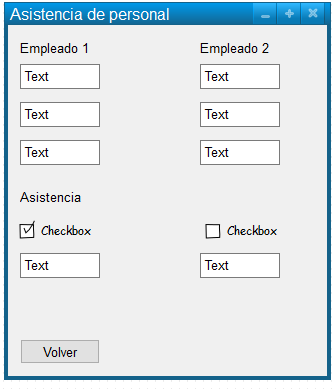 Asistencia de personal
Empleado 1 Empleado 2
Text Text
Text Text
Text Text
Asistencia
Checkbox Checkbox
Text Text
Volver